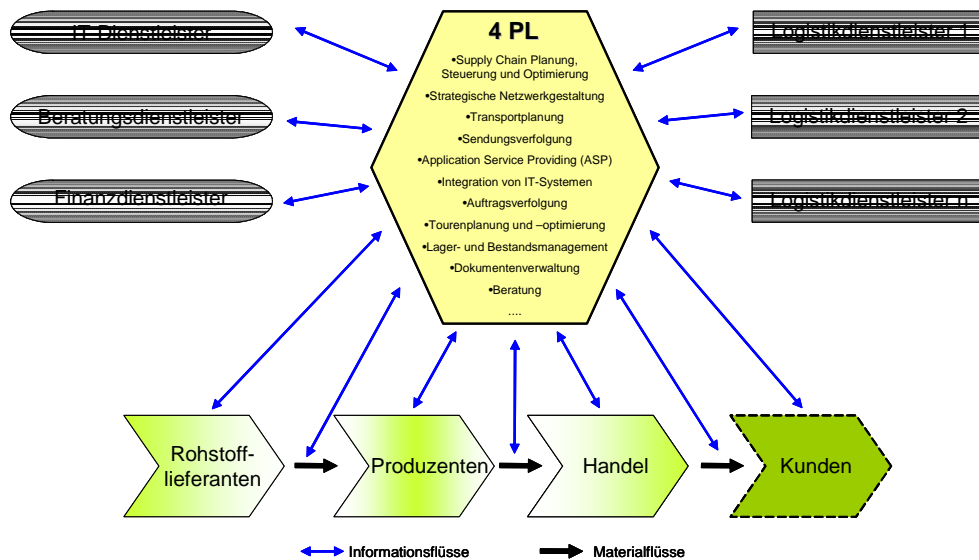 IT-Dienstleister
Beratungsdienstleister
Finanzdienstleister
4 PL
•Supply Chain Planung,
Steuerung und Optimierung
•Strategische Netzwerkgestaltung
•Transportplanung
•Sendungsverfolgung
•Application Service Providing (ASP)
•Integration von IT-Systemen
•Auftragsverfolgung
•Tourenplanung und –optimierung
•Lager- und Bestandsmanagement
•Dokumentenverwaltung
•Beratung
....
Logistikdienstleister 1
Logistikdienstleister 2
Logistikdienstleister n
Rohstoff-
lieferanten
Produzenten
Handel
Kunden
Informationsflüsse
Materialflüsse